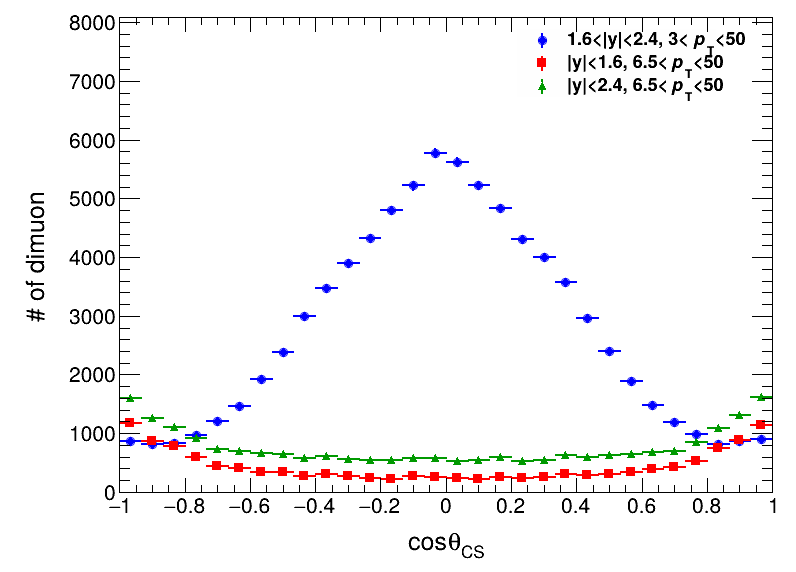 8000
7000
6000
5000
4000
3000
2000
1000
0
# of dimuon
1.6<|y|<2.4, 3< pT<50
|y|<1.6, 6.5< pT<50
|y|<2.4, 6.5< pT<50
−1 −0.8 −0.6 −0.4 −0.2 0 0.2 0.4 0.6 0.8 1
cosθCS